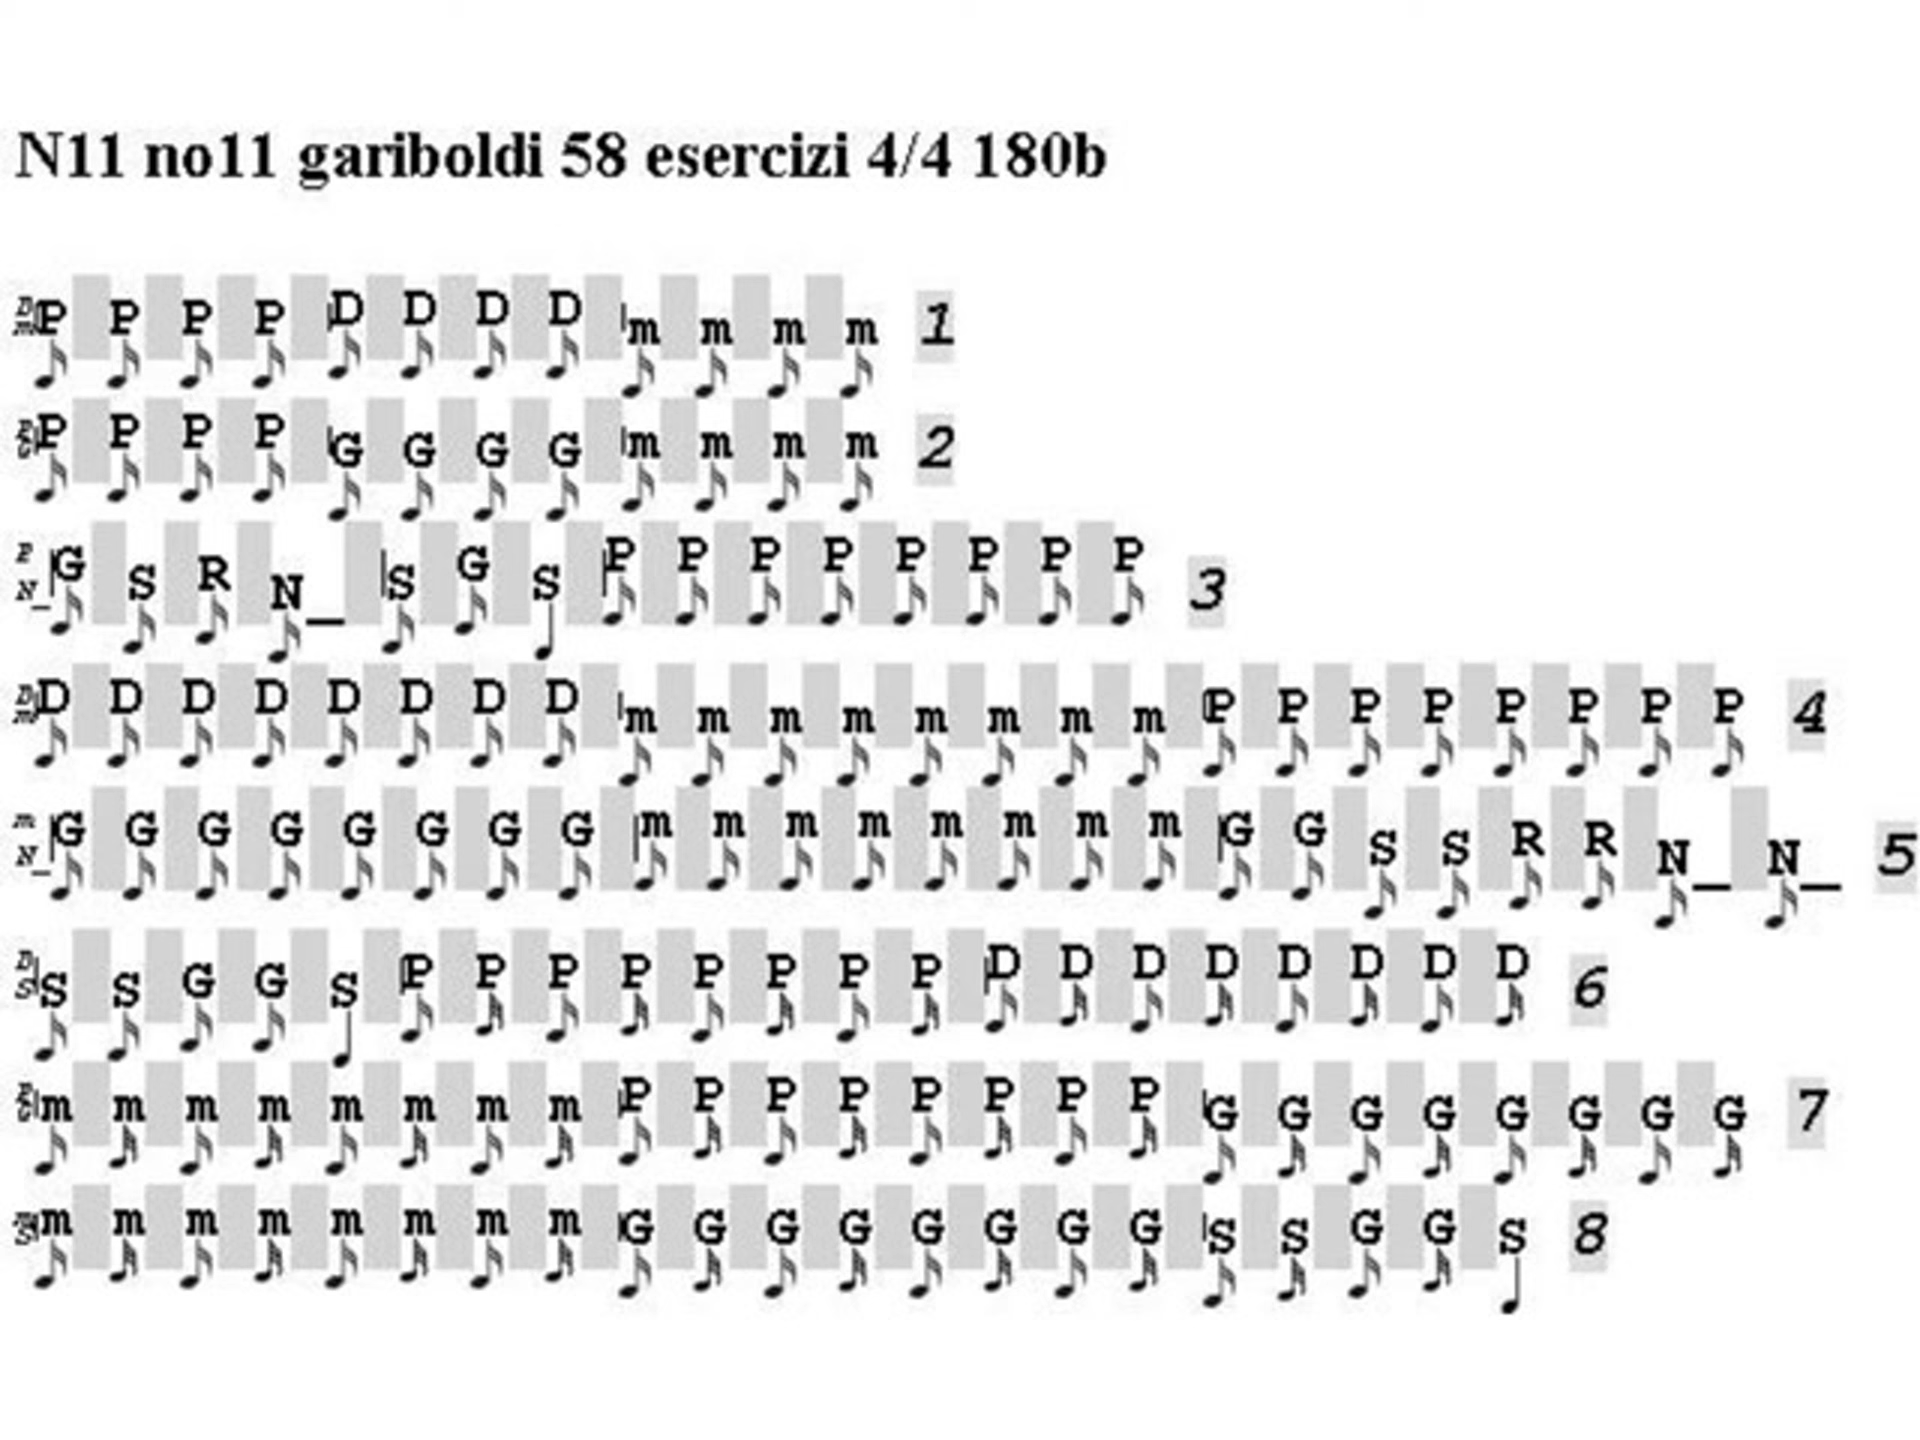 N11 no11 gariboldi 58 esercizi 4/4 180b
P P P P D D D D m m m m 1
P P P P G G G G m m m m 2
G S R N_ S G S P P P P P P P P 3
D D D D D D D D m m m m m m m m P P P P P P P P 4
G G G G G G G G m m m m m m m m G G S S R R N_ N_ 5
S S G G S P P P P P P P P D D D D D D D D 6
m m m m m m m m P P P P P P P P G G G G G G G G 7
m m m m m m m m G G G G G G G G S S G G S 8